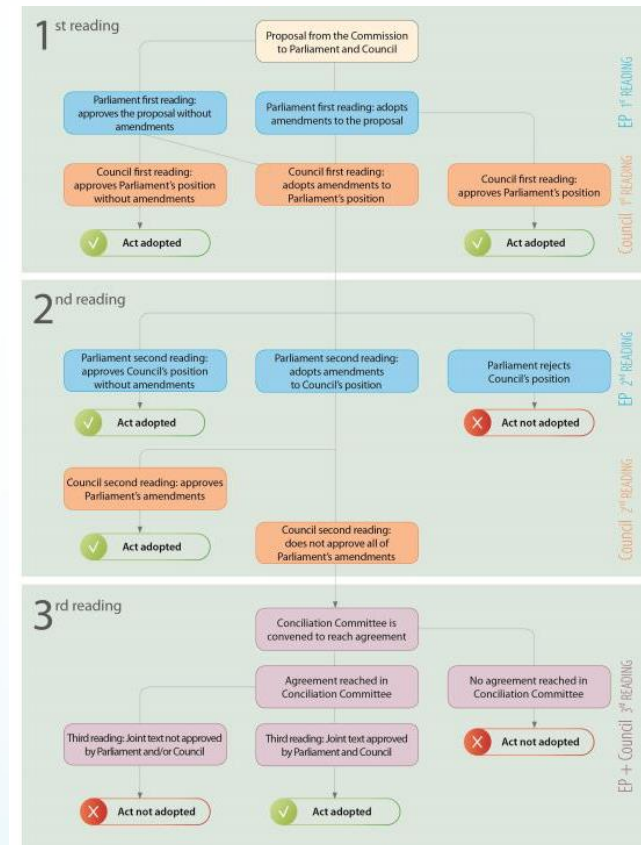 1st reading
Proposal from the Commission
to Parliament and Council
Parliament first reading:
approves the proposal without
amendments
Parliament first reading: adopts
amendments to the proposal
EP 1st READING
Council first reading:
approves Parliament's position
without amendments
Council first reading:
adopts amendments to
Parliament's position
Council first reading:
approves Parliament's position
Council 1st READING
Act adopted
Act adopted
2nd reading
Parliament second reading:
approves Council's position
without amendments
Parliament second reading:
adopts amendments
to Council's position
Parliament rejects
Council's position
EP 2nd READING
Act adopted
Act not adopted
Council second reading: approves
Parliament's amendments
Council 2nd READING
Act adopted
Council second reading:
does not approve all of
Parliament's amendments
3rd reading
Conciliation Committee is
convened to reach agreement
Agreement reached in
Conciliation Committee
No agreement reached in
Conciliation Committee
EP + Council 3rd READING
Third reading: Joint text not approved
by Parliament and/or Council
Third reading: Joint text approved
by Parliament and Council
Act not adopted
Act not adopted
Act adopted